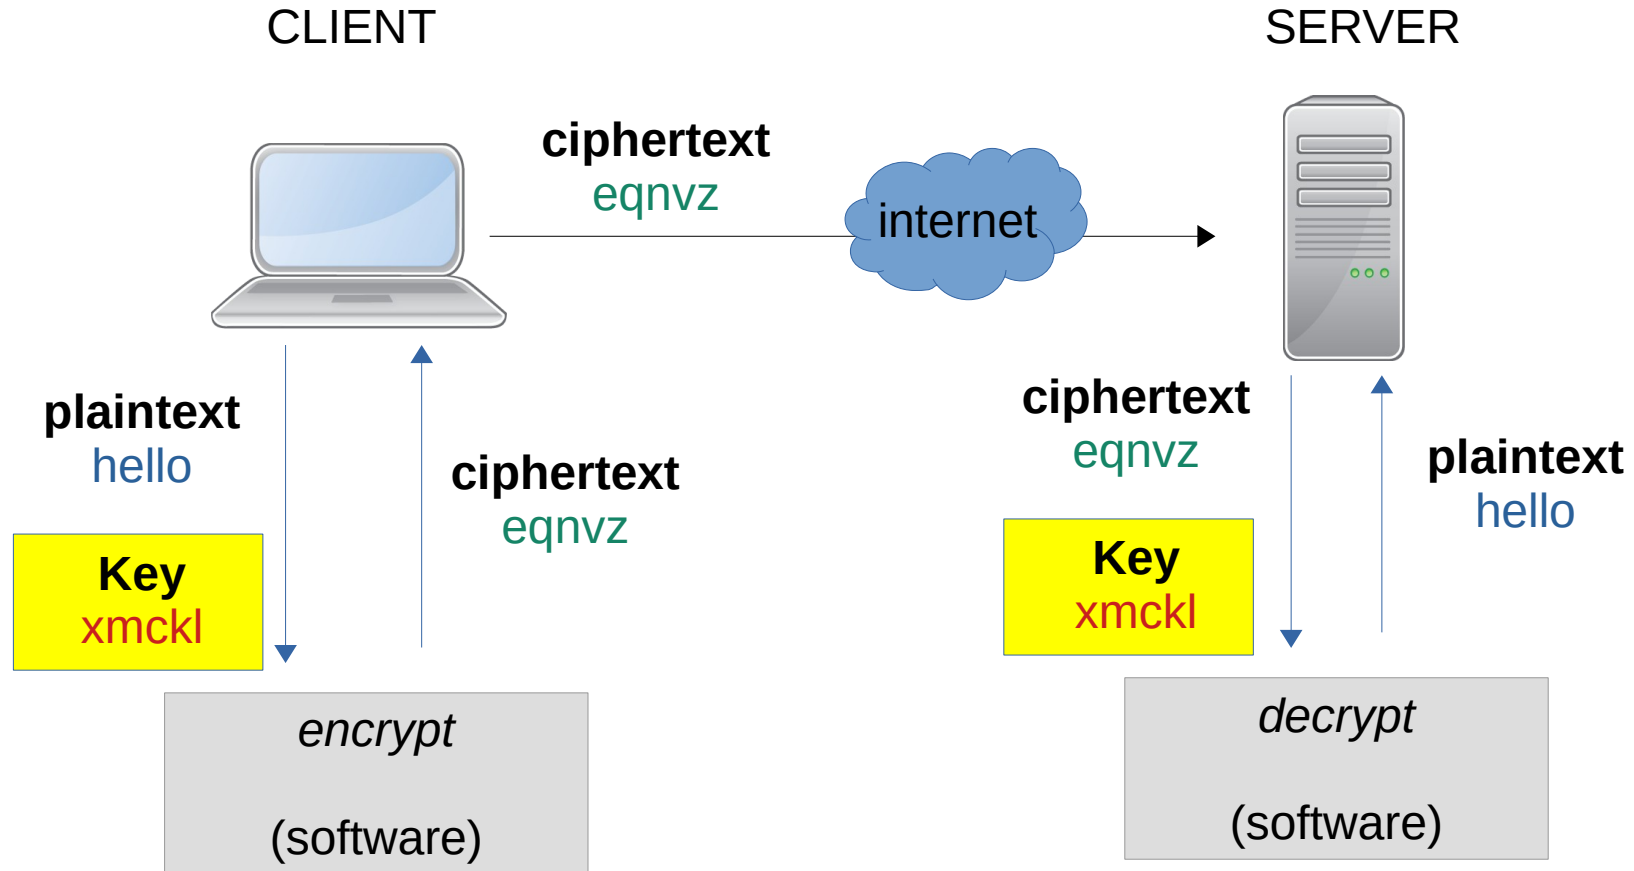 CLIENT
SERVER
ciphertext
eqnvz
internet
plaintext
hello
ciphertext
eqnvz
Key
xmckl
encrypt
(software)
ciphertext
eqnvz
plaintext
hello
Key
xmckl
decrypt
(software)